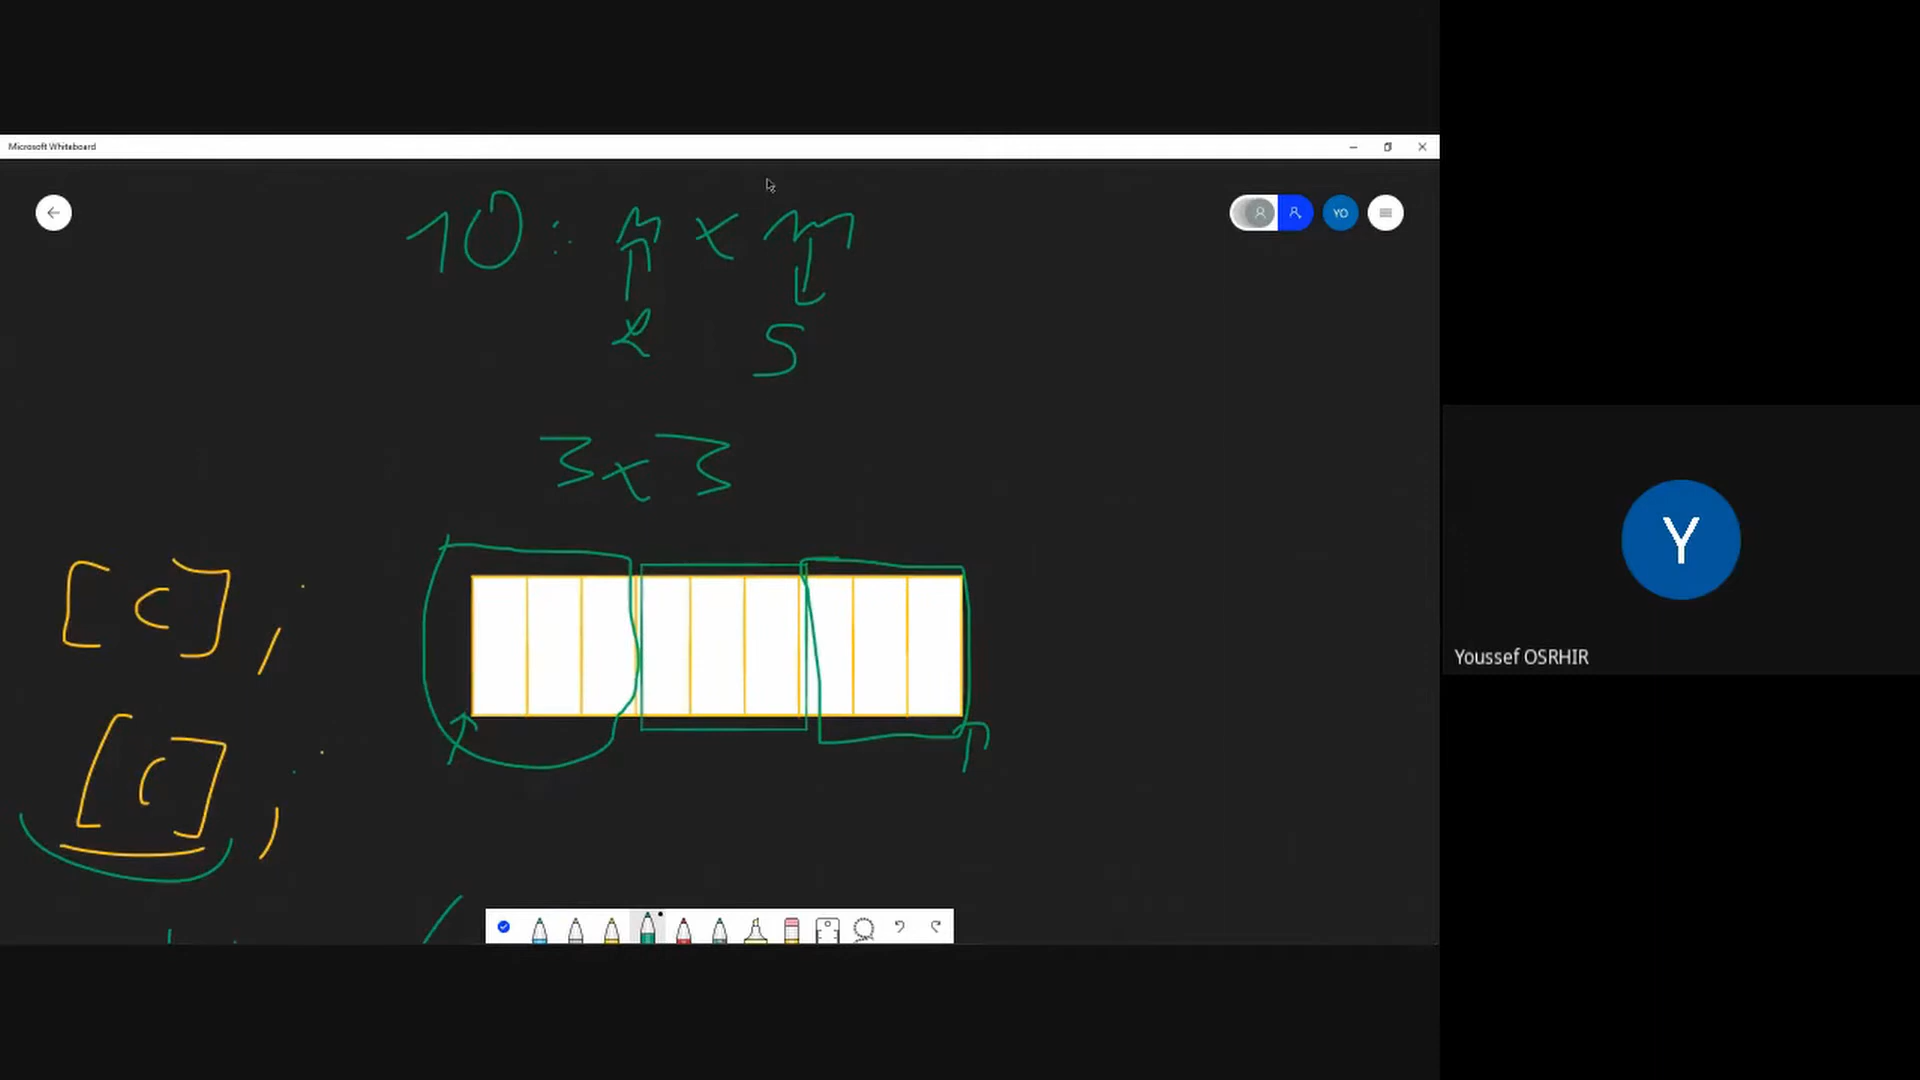 Microsoft Whiteboard
10 : n x m
YO
2 5
3x3
Y
[C],
Youssef OSRHIR
[C],